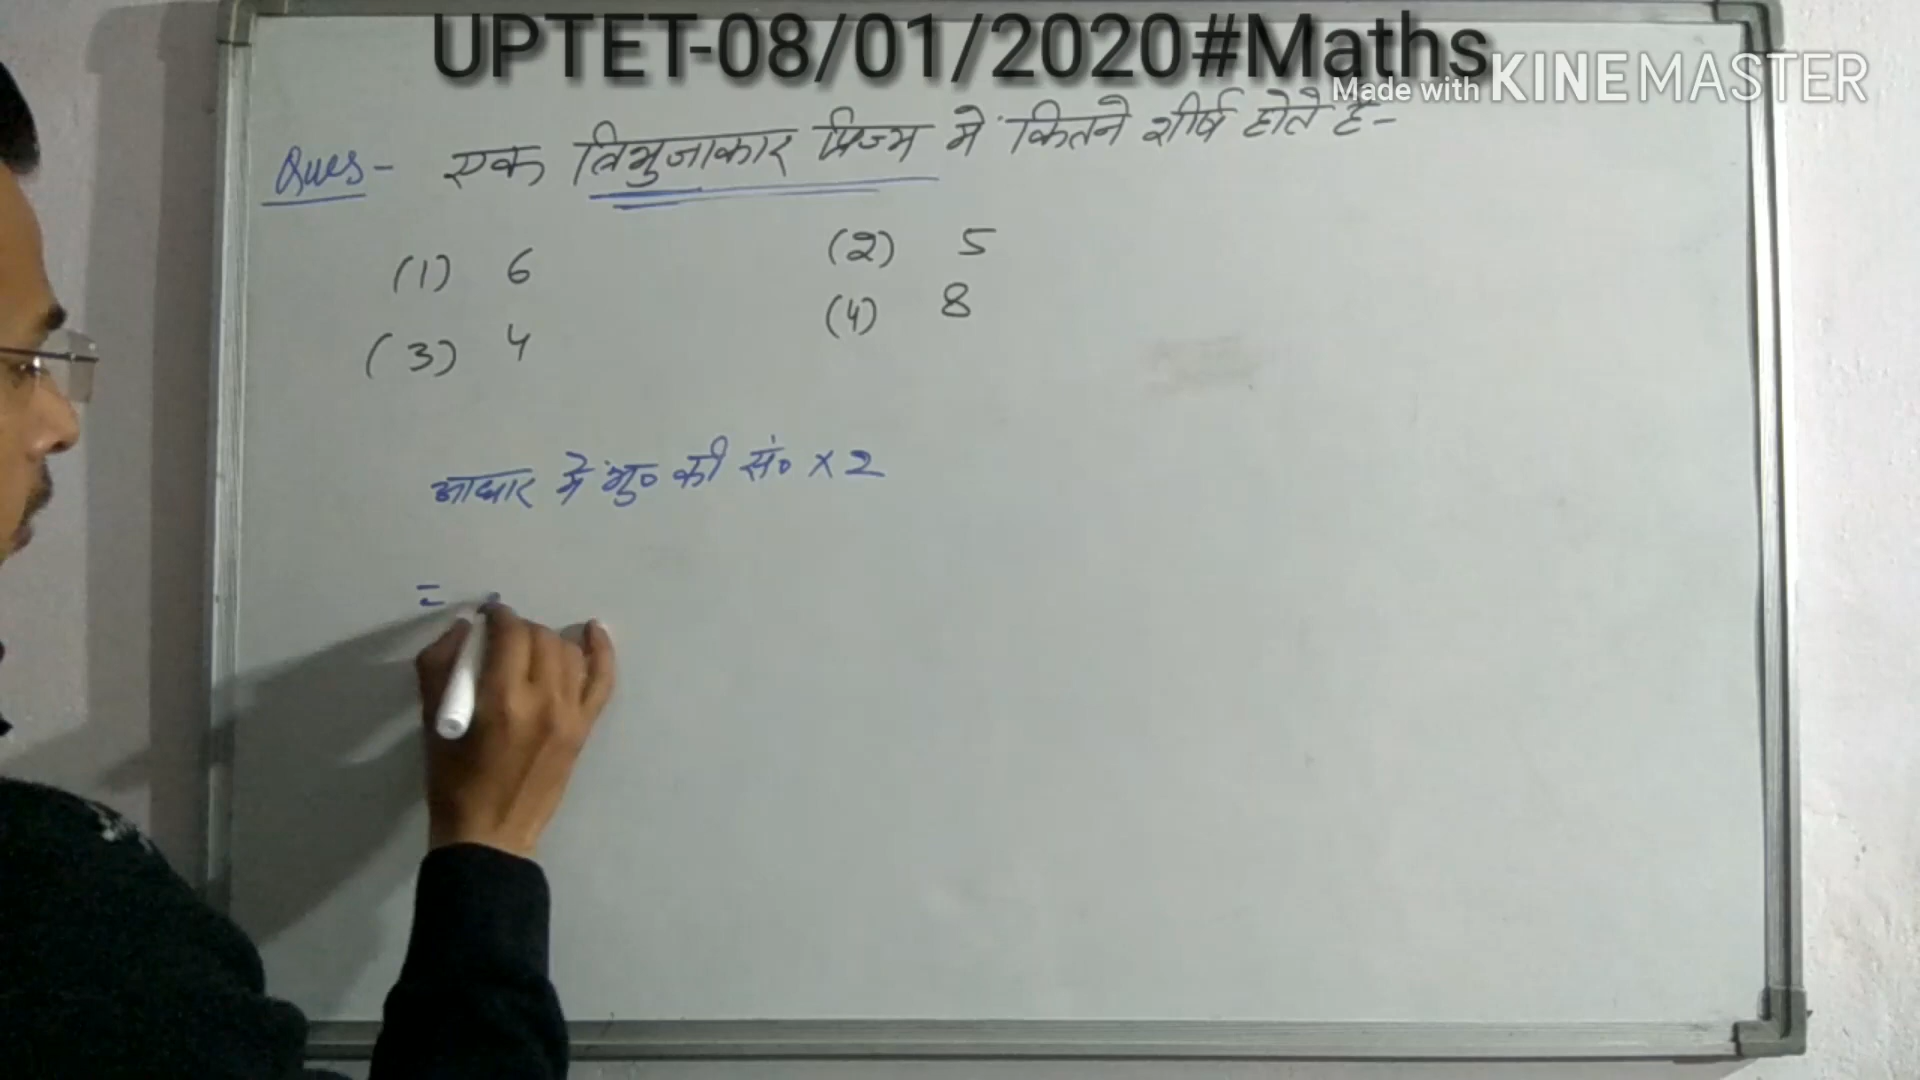 UPTET-08/01/2020#Maths
Made with KINEMASTER
Ques- एक त्रिभुजाकार प्रिज्म में कितने शीर्ष होते है-
(1) 6 (2) 5
(3) 4 (4) 8
आधार में भु० की सं० × 2
=